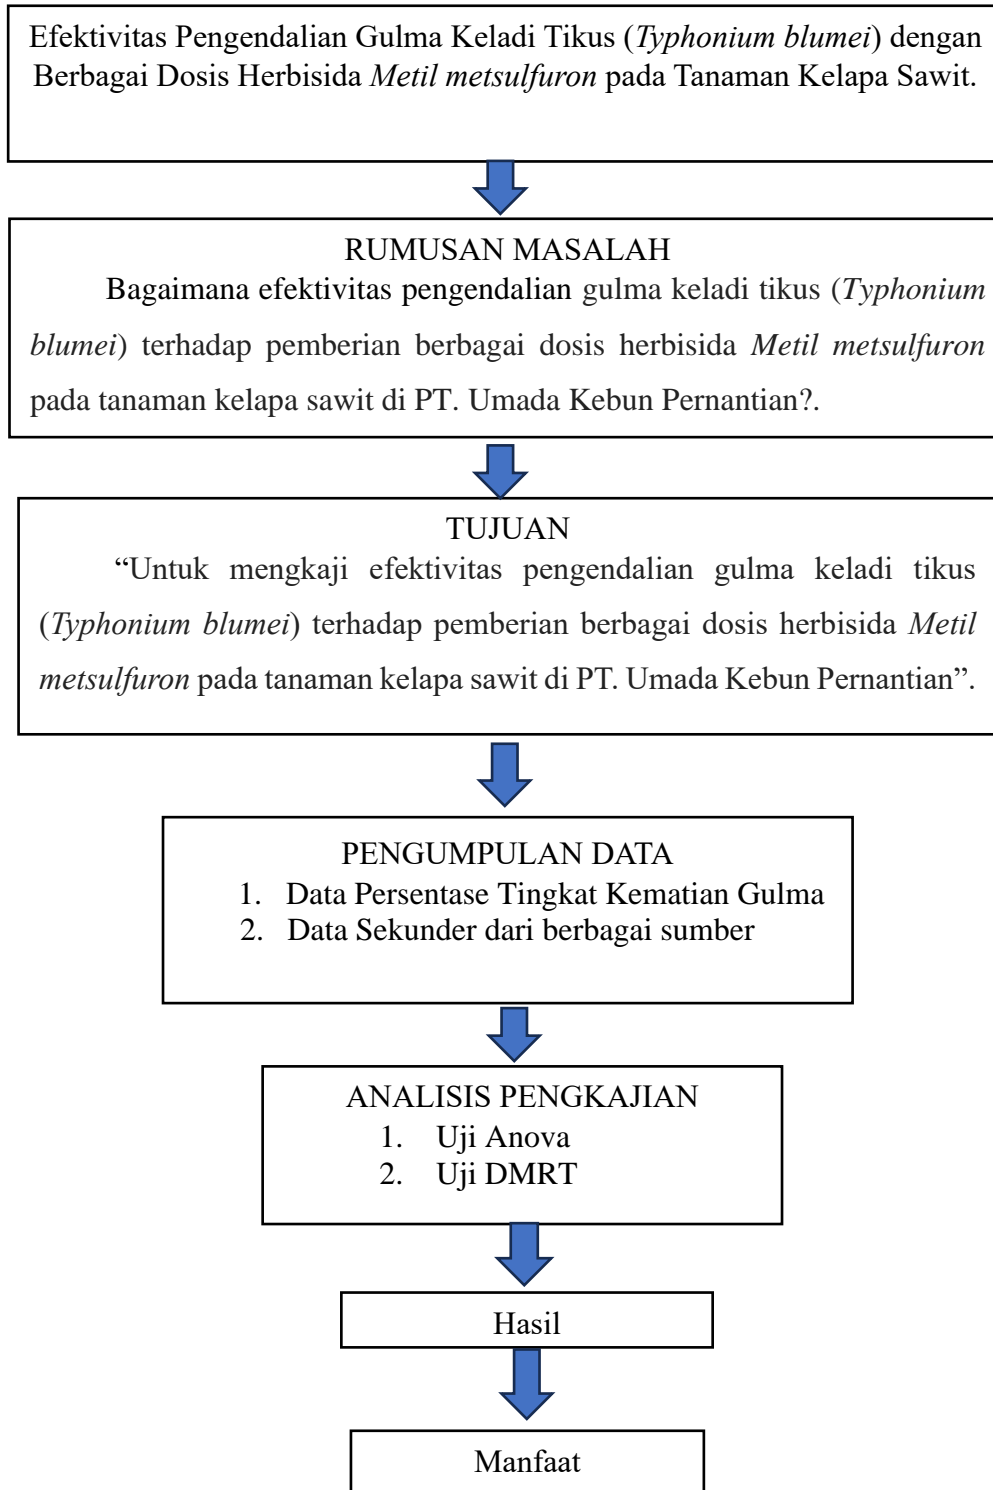 Efektivitas Pengendalian Gulma Keladi Tikus (Typhonium blumei) dengan
Berbagai Dosis Herbisida Metil metsulfuron pada Tanaman Kelapa Sawit.
RUMUSAN MASALAH
Bagaimana efektivitas pengendalian gulma keladi tikus (Typhonium
blumei) terhadap pemberian berbagai dosis herbisida Metil metsulfuron
pada tanaman kelapa sawit di PT. Umada Kebun Pernantian?.
TUJUAN
“Untuk mengkaji efektivitas pengendalian gulma keladi tikus
(Typhonium blumei) terhadap pemberian berbagai dosis herbisida Metil
metsulfuron pada tanaman kelapa sawit di PT. Umada Kebun Pernantian”.
PENGUMPULAN DATA
1. Data Persentase Tingkat Kematian Gulma
2. Data Sekunder dari berbagai sumber
ANALISIS PENGKAJIAN
1. Uji Anova
2. Uji DMRT
Hasil
Manfaat